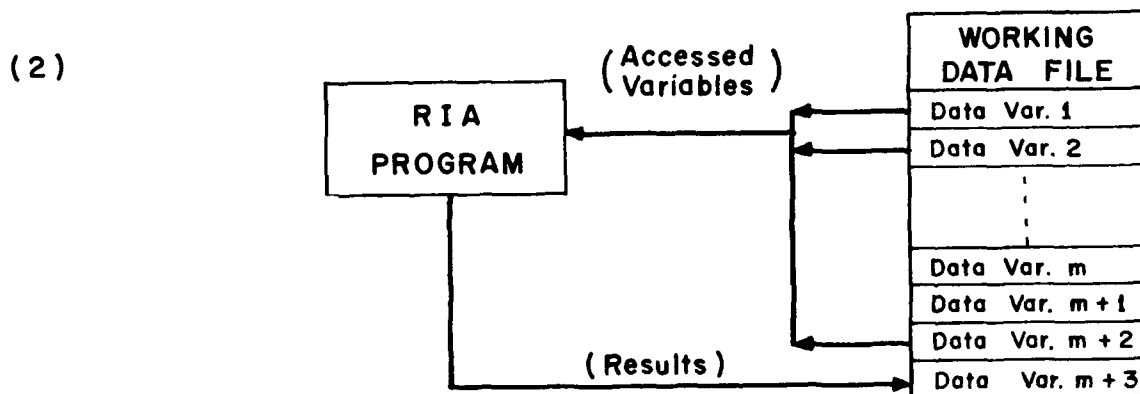 (2)
(Accessed
Variables)
RIA
PROGRAM
(Results)
WORKING
DATA FILE
Data Var. 1
Data Var. 2
Data Var. m
Data Var. m+1
Data Var. m+2
Data Var. m+3